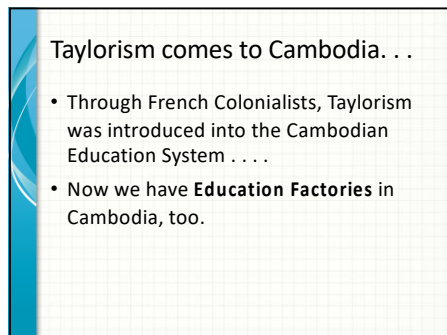 Taylorism comes to Cambodia. . .
• Through French Colonialists, Taylorism
was introduced into the Cambodian
Education System . . . .
• Now we have Education Factories in
Cambodia, too.